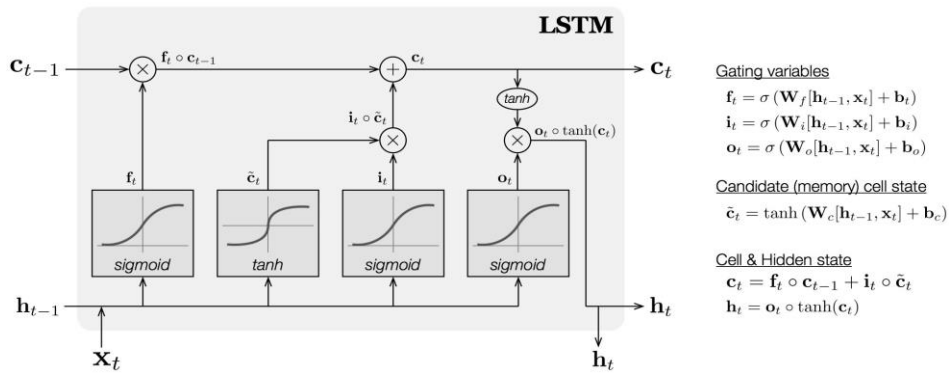 LSTM
c_{t−1}
f_t ∘ c_{t−1}
c_t
c_t
tanh
i_t ∘ c̃_t
o_t ∘ tanh(c_t)
f_t
c̃_t
i_t
o_t
sigmoid
tanh
sigmoid
sigmoid
h_{t−1}
h_t
x_t
h_t
Gating variables
f_t = σ (W_f[h_{t−1}, x_t] + b_t)
i_t = σ (W_i[h_{t−1}, x_t] + b_i)
o_t = σ (W_o[h_{t−1}, x_t] + b_o)
Candidate (memory) cell state
c̃_t = tanh (W_c[h_{t−1}, x_t] + b_c)
Cell & Hidden state
c_t = f_t ∘ c_{t−1} + i_t ∘ c̃_t
h_t = o_t ∘ tanh(c_t)